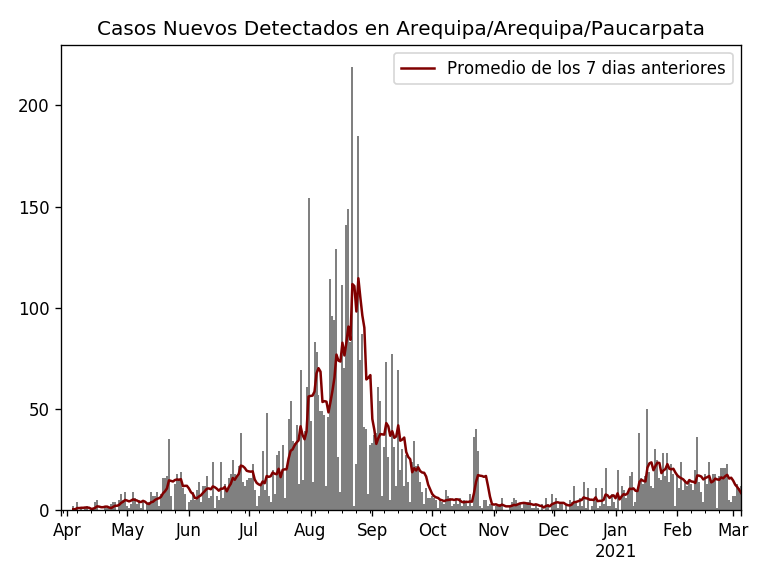 Casos Nuevos Detectados en Arequipa/Arequipa/Paucarpata
Promedio de los 7 dias anteriores
200
150
100
50
0
Apr May Jun Jul Aug Sep Oct Nov Dec Jan Feb Mar
2021